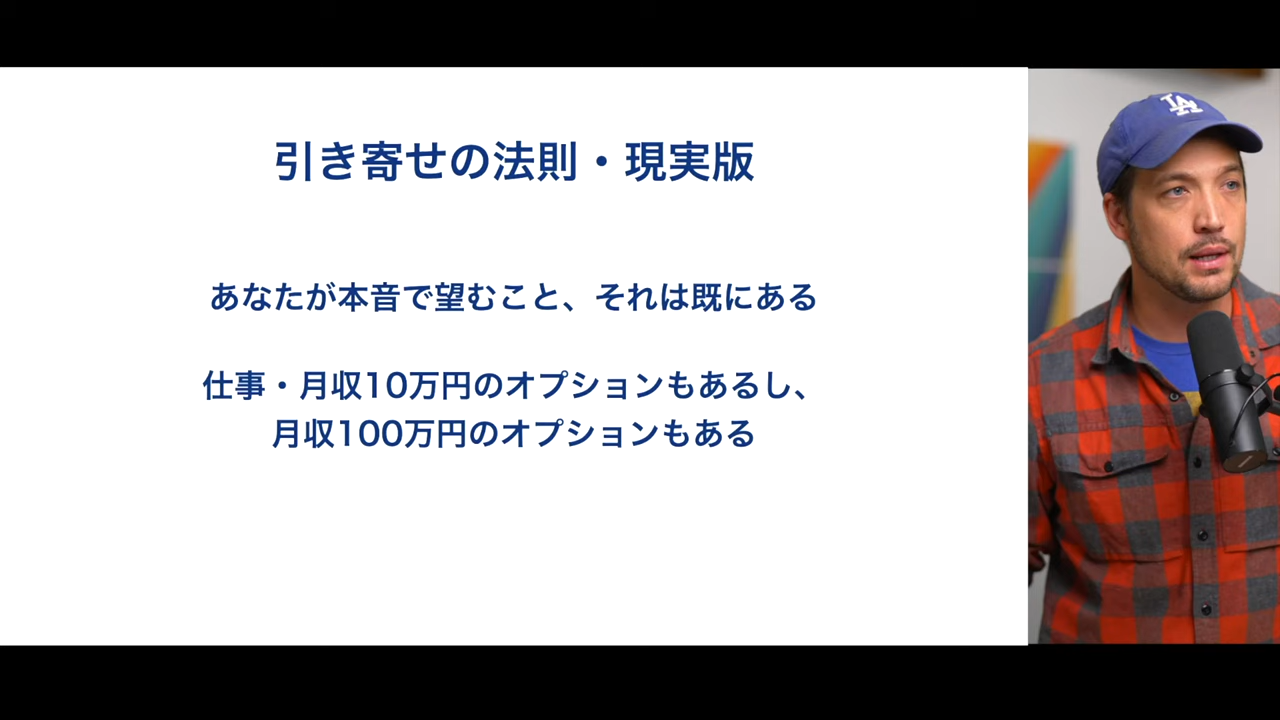 引き寄せの法則・現実版
あなたが本音で望むこと、それは既にある
仕事・月収10万円のオプションもあるし、
月収100万円のオプションもある
LA